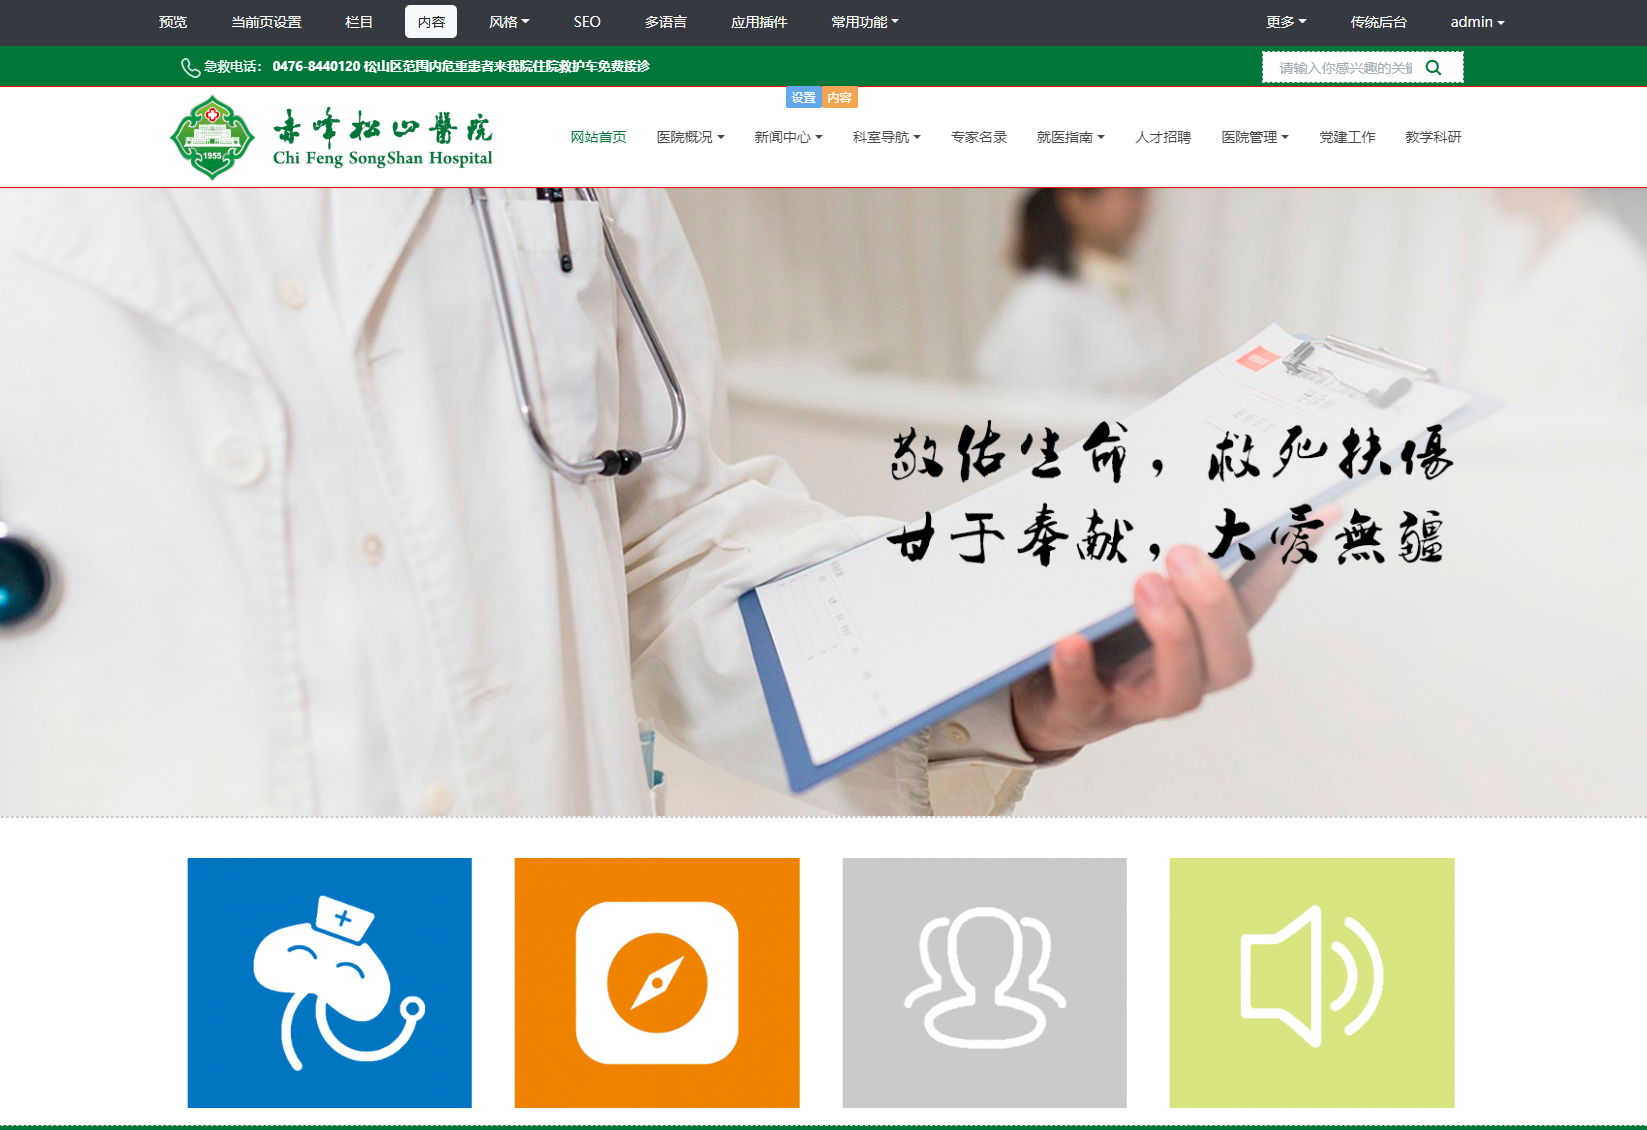 预览 当前页设置 栏目 内容 风格 SEO 多语言 应用插件 常用功能 更多 传统后台 admin
急救电话： 0476-8440120 松山区范围内危重患者来我院住院救护车免费接诊
请输入你感兴趣的关
设置 内容
赤峰松山醫院
Chi Feng SongShan Hospital
1955
网站首页 医院概况 新闻中心 科室导航 专家名录 就医指南 人才招聘 医院管理 党建工作 教学科研
敬佑生命，救死扶傷
甘于奉献，大爱無疆